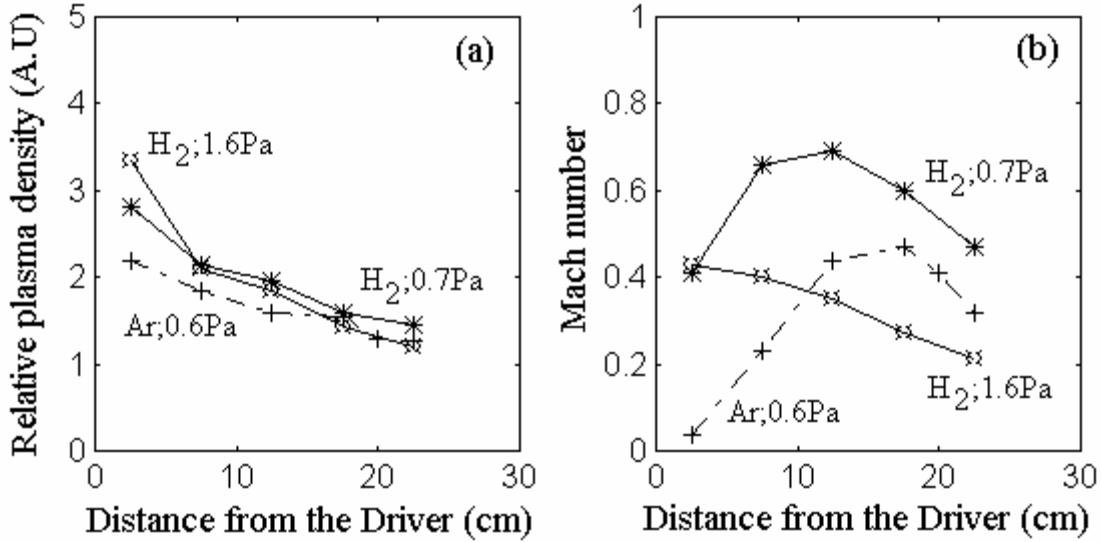 Relative plasma density (A.U)
5
4
3
2
1
0
(a)
H2;1.6Pa
H2;0.7Pa
Ar;0.6Pa
0 10 20 30
Distance from the Driver (cm)
Mach number
1
0.8
0.6
0.4
0.2
0
(b)
H2;0.7Pa
H2;1.6Pa
Ar;0.6Pa
0 10 20 30
Distance from the Driver (cm)